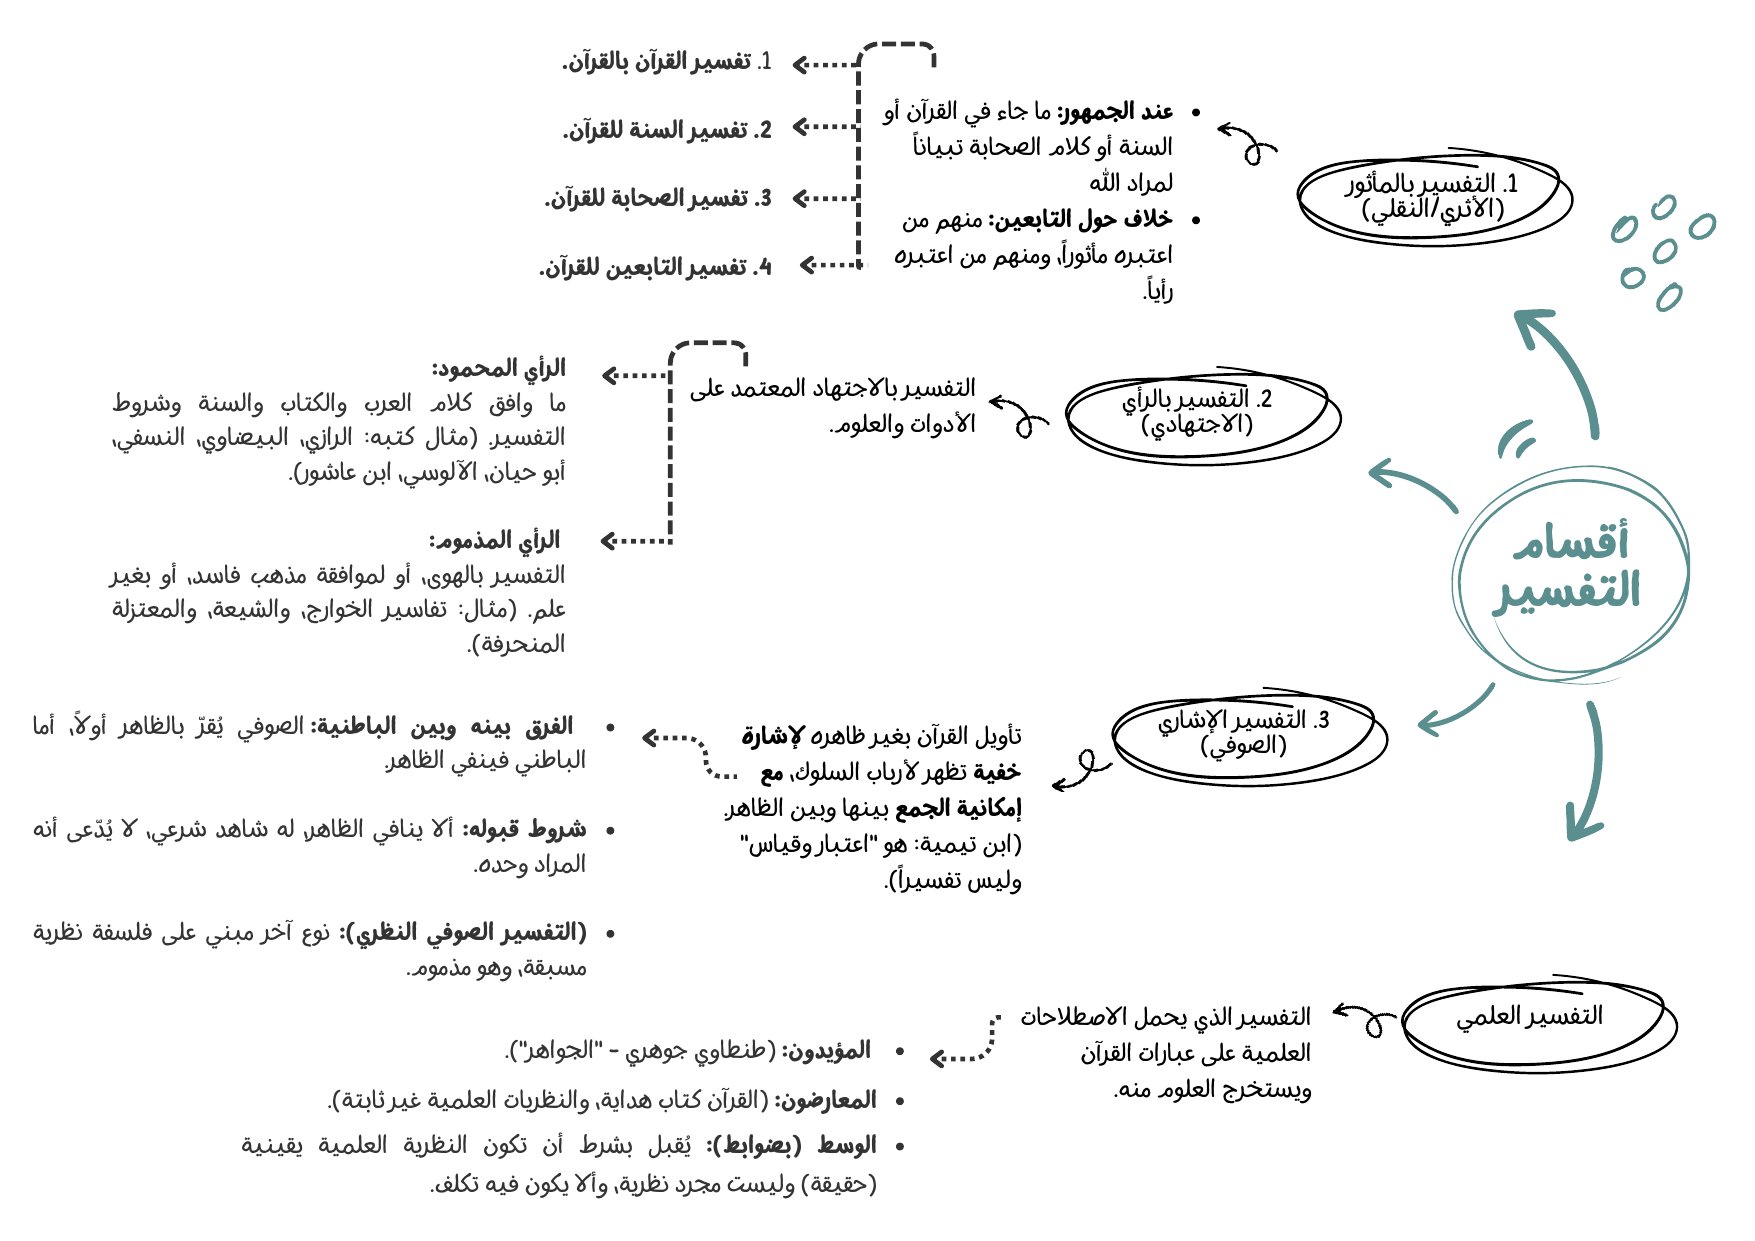 أقسام
التفسير
1. التفسير بالمأثور
(الأثري/النقلي)
عند الجمهور: ما جاء في القرآن أو
السنة أو كلام الصحابة تبياناً
لمراد الله
خلاف حول التابعين: منهم من
اعتبره مأثوراً، ومنهم من اعتبره
رأياً.
1. تفسير القرآن بالقرآن.
2. تفسير السنة للقرآن.
3. تفسير الصحابة للقرآن.
4. تفسير التابعين للقرآن.
2. التفسير بالرأي
(الاجتهادي)
التفسير بالاجتهاد المعتمد على
الأدوات والعلوم.
الرأي المحمود:
ما وافق كلام العرب والكتاب والسنة وشروط
التفسير. (مثال كتبه: الرازي، البيضاوي، النسفي،
أبو حيان، الآلوسي، ابن عاشور).
الرأي المذموم:
التفسير بالهوى، أو لموافقة مذهب فاسد، أو بغير
علم. (مثال: تفاسير الخوارج، والشيعة، والمعتزلة
المنحرفة).
3. التفسير الإشاري
(الصوفي)
تأويل القرآن بغير ظاهره لإشارة
خفية تظهر لأرباب السلوك، مع
إمكانية الجمع بينها وبين الظاهر.
(ابن تيمية: هو "اعتبار وقياس"
وليس تفسيراً).
الفرق بينه وبين الباطنية: الصوفي يُقرّ بالظاهر أولاً، أما
الباطني فينفي الظاهر.
شروط قبوله: ألا ينافي الظاهر، له شاهد شرعي، لا يُدّعى أنه
المراد وحده.
(التفسير الصوفي النظري): نوع آخر مبني على فلسفة نظرية
مسبقة، وهو مذموم.
التفسير العلمي
التفسير الذي يحمل الاصطلاحات
العلمية على عبارات القرآن
ويستخرج العلوم منه.
المؤيدون: (طنطاوي جوهري - "الجواهر").
المعارضون: (القرآن كتاب هداية، والنظريات العلمية غير ثابتة).
الوسط (بضوابط): يُقبل بشرط أن تكون النظرية العلمية يقينية
(حقيقة) وليست مجرد نظرية، وألا يكون فيه تكلف.